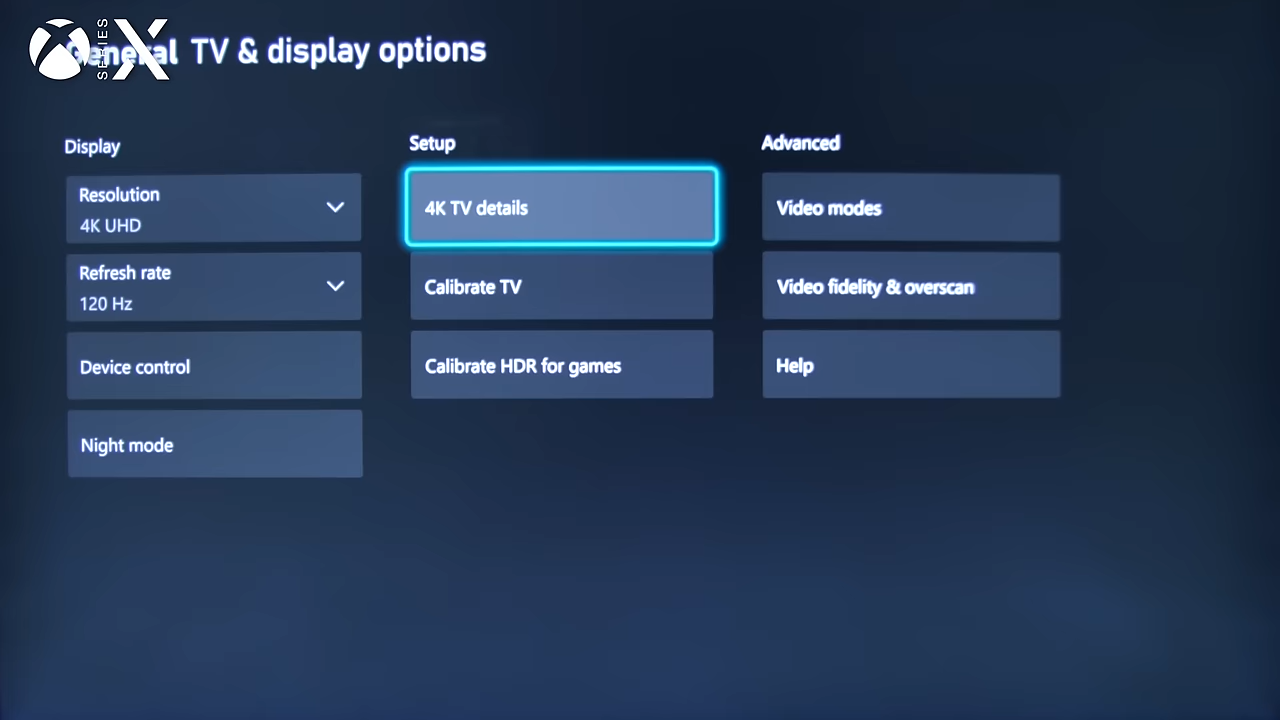 SERIES X
General TV & display options
Display
Resolution
4K UHD
Refresh rate
120 Hz
Device control
Night mode
Setup
4K TV details
Calibrate TV
Calibrate HDR for games
Advanced
Video modes
Video fidelity & overscan
Help